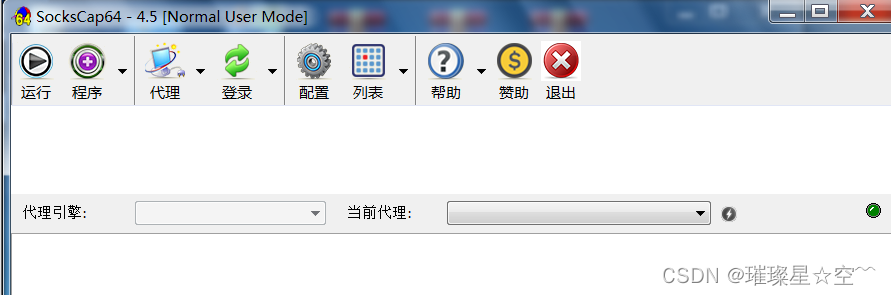 SocksCap64 - 4.5 [Normal User Mode]
运行 程序 代理 登录 配置 列表 帮助 赞助 退出
代理引擎: 当前代理:
CSDN @璀璨星☆空︶︶